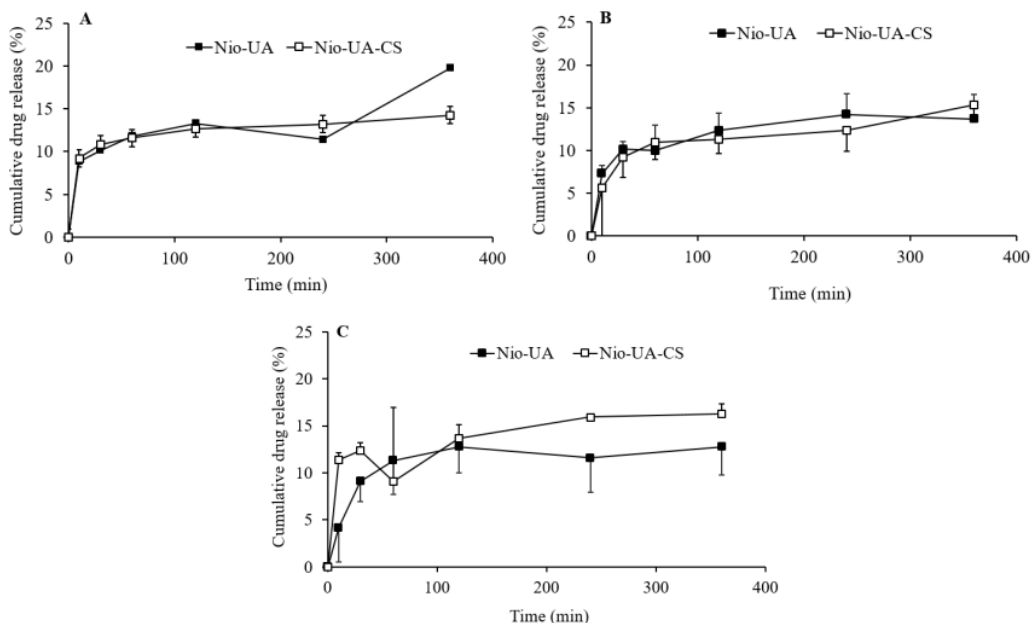 A
Nio-UA Nio-UA-CS
Cumulative drug release (%)
25
20
15
10
5
0
0 100 200 300 400
Time (min)
B
Nio-UA Nio-UA-CS
Cumulative drug release (%)
25
20
15
10
5
0
0 100 200 300 400
Time (min)
C
Nio-UA Nio-UA-CS
Cumulative drug release (%)
25
20
15
10
5
0
0 100 200 300 400
Time (min)